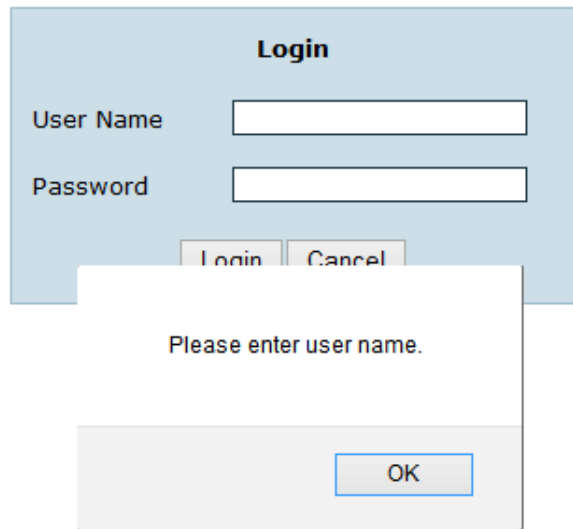 Login
User Name
Password
Login Cancel
Please enter user name.
OK